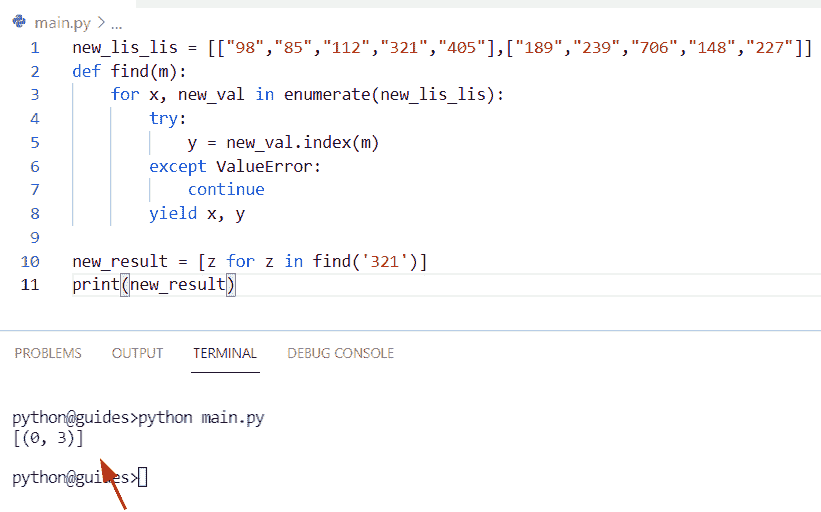 main.py > ...
1 new_lis_lis = [["98","85","112","321","405"],["189","239","706","148","227"]]
2 def find(m):
3     for x, new_val in enumerate(new_lis_lis):
4         try:
5             y = new_val.index(m)
6         except ValueError:
7             continue
8         yield x, y
9
10 new_result = [z for z in find('321')]
11 print(new_result)
PROBLEMS OUTPUT TERMINAL DEBUG CONSOLE
python@guides>python main.py
[(0, 3)]
python@guides>